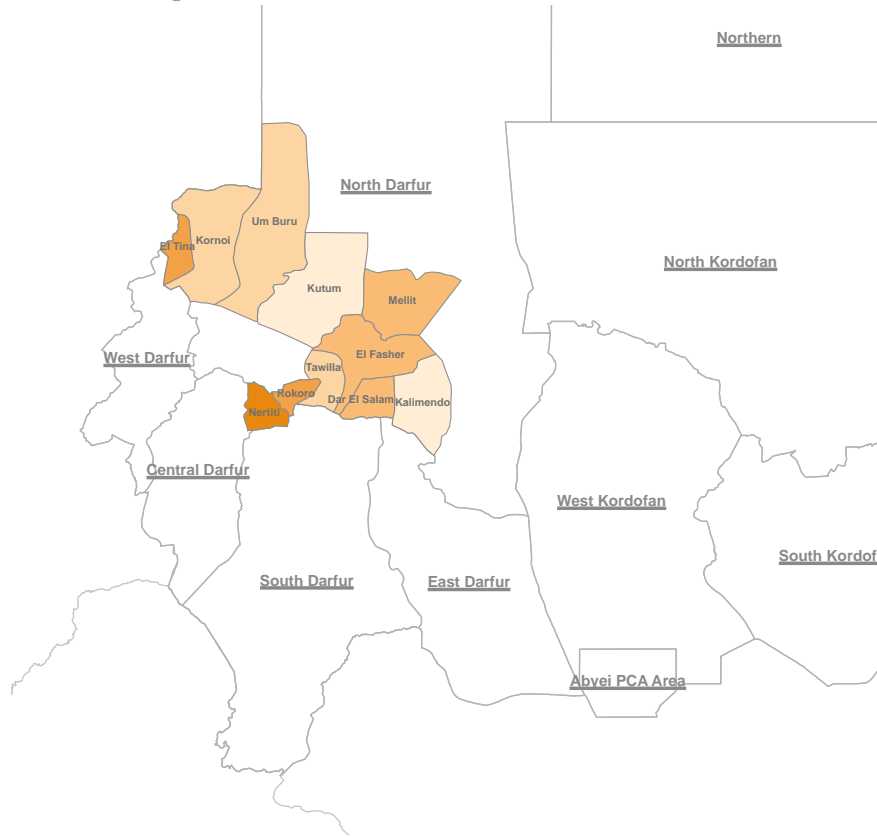 Northern
North Darfur
Um Buru
Kornoi
El Tina
North Kordofan
Kutum
Mellit
West Darfur
El Fasher
Tawilla
Rokoro
Dar El Salam
Kalimendo
Nertiti
Central Darfur
West Kordofan
South Kordof
South Darfur
East Darfur
Abyei PCA Area